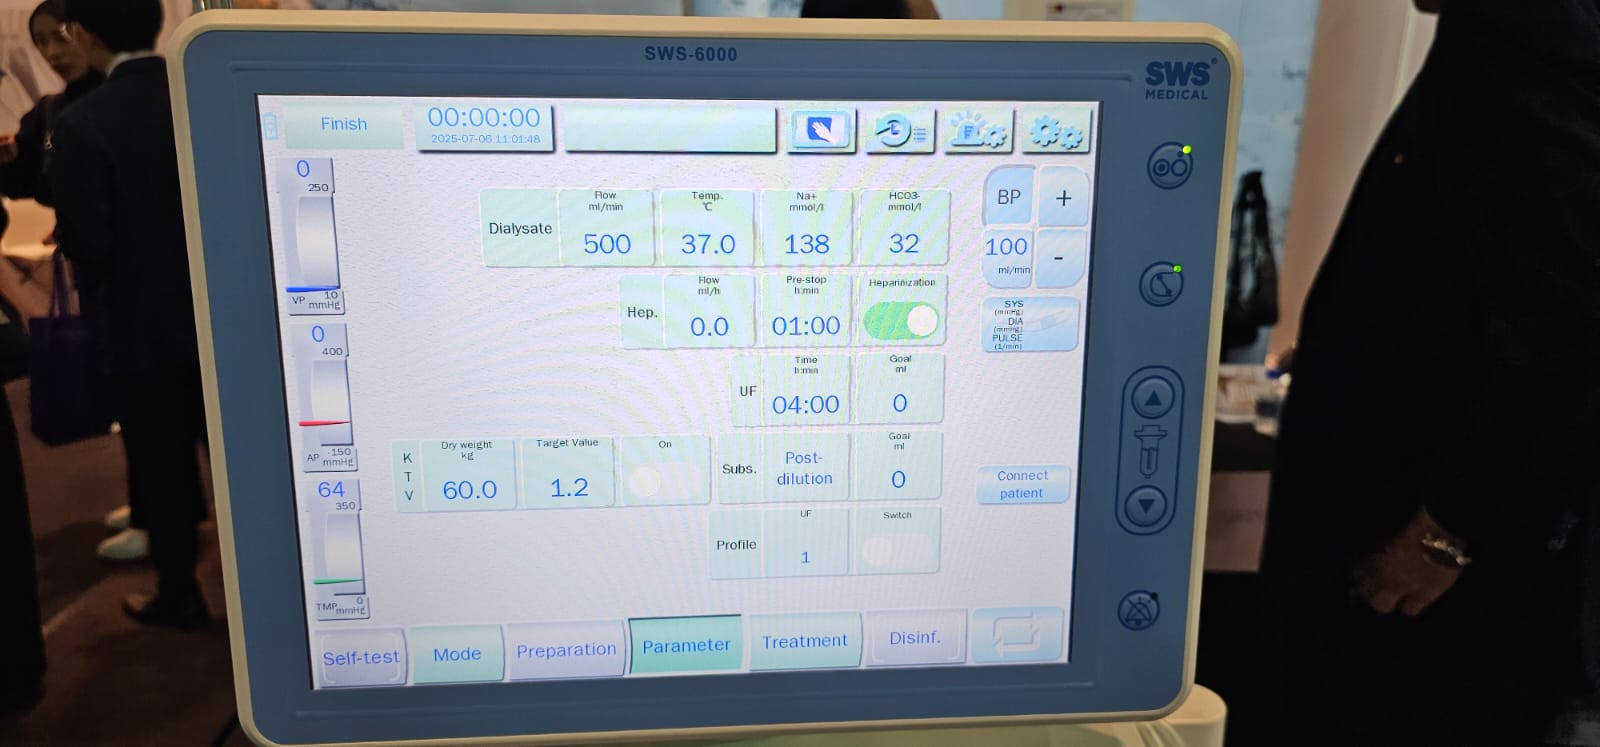 SWS-6000
SWS
MEDICAL
Finish
00:00:00
2025-07-06 11:01:48
0
250
VP 10
mmHg
0
400
AP -150
mmHg
64
350
TMP 0
mmHg
Dialysate
Flow
ml/min
500
Temp.
℃
37.0
Na+
mmol/l
138
HCO3-
mmol/l
32
BP
+
100
ml/min
-
Hep.
Flow
ml/h
0.0
Pre-stop
h:min
01:00
Heparinization
SYS
(mmHg)
DIA
(mmHg)
PULSE
(1/min)
UF
Time
h:min
04:00
Goal
ml
0
K
T
V
Dry weight
kg
60.0
Target Value
1.2
On
Subs.
Post-
dilution
Goal
ml
0
Connect
patient
Profile
UF
1
Switch
Self-test
Mode
Preparation
Parameter
Treatment
Disinf.